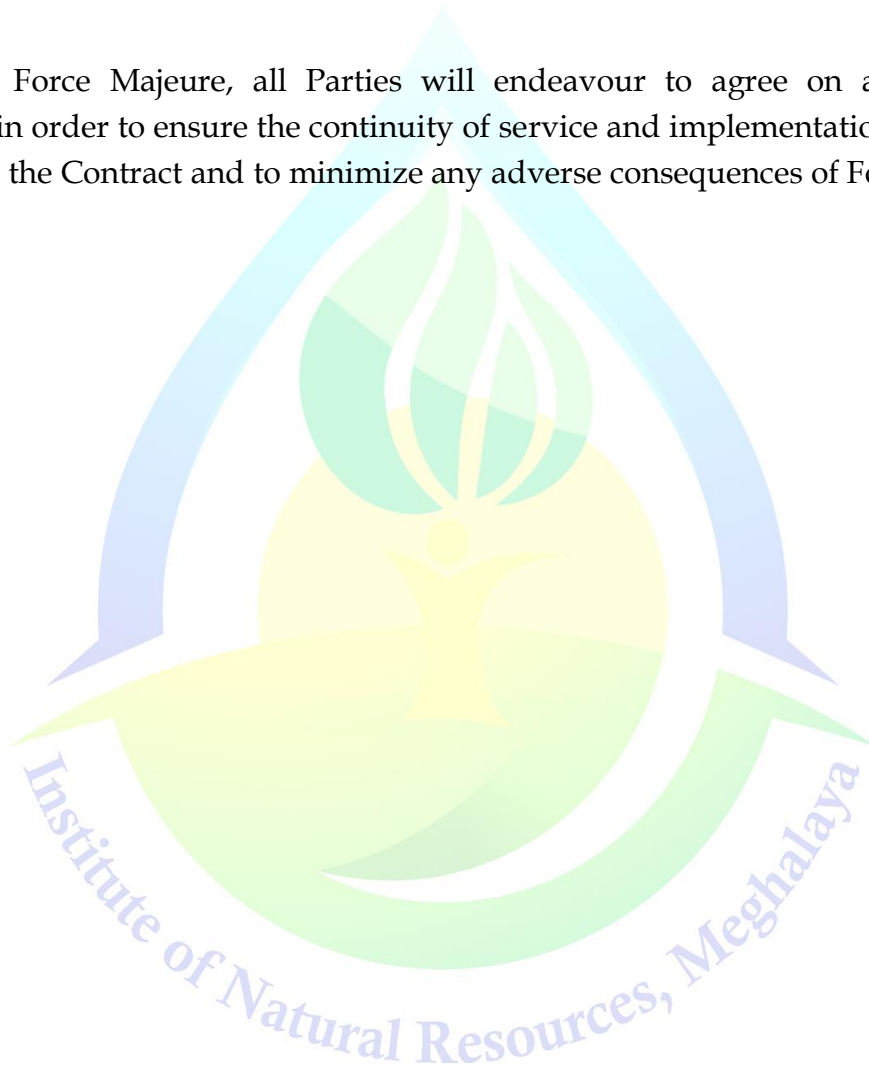 Force Majeure, all Parties will endeavour to agree on a
in order to ensure the continuity of service and implementatio
the Contract and to minimize any adverse consequences of Fo
Institute of Natural Resources, Meghalaya